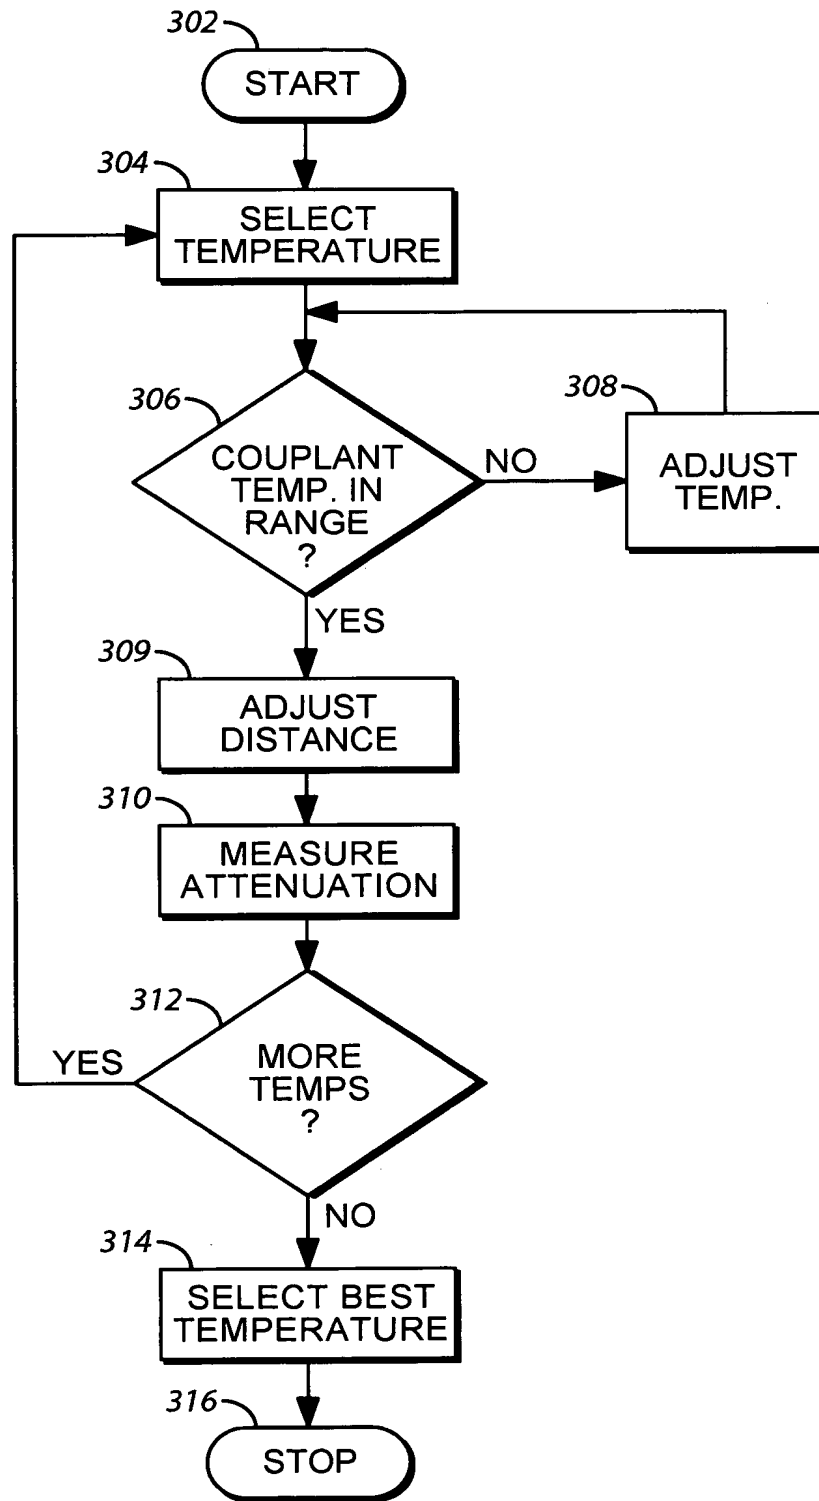 302
START
304
SELECT
TEMPERATURE
306
COUPLANT
TEMP. IN
RANGE
?
NO
308
ADJUST
TEMP.
YES
309
ADJUST
DISTANCE
310
MEASURE
ATTENUATION
312
YES
MORE
TEMPS
?
NO
314
SELECT BEST
TEMPERATURE
316
STOP